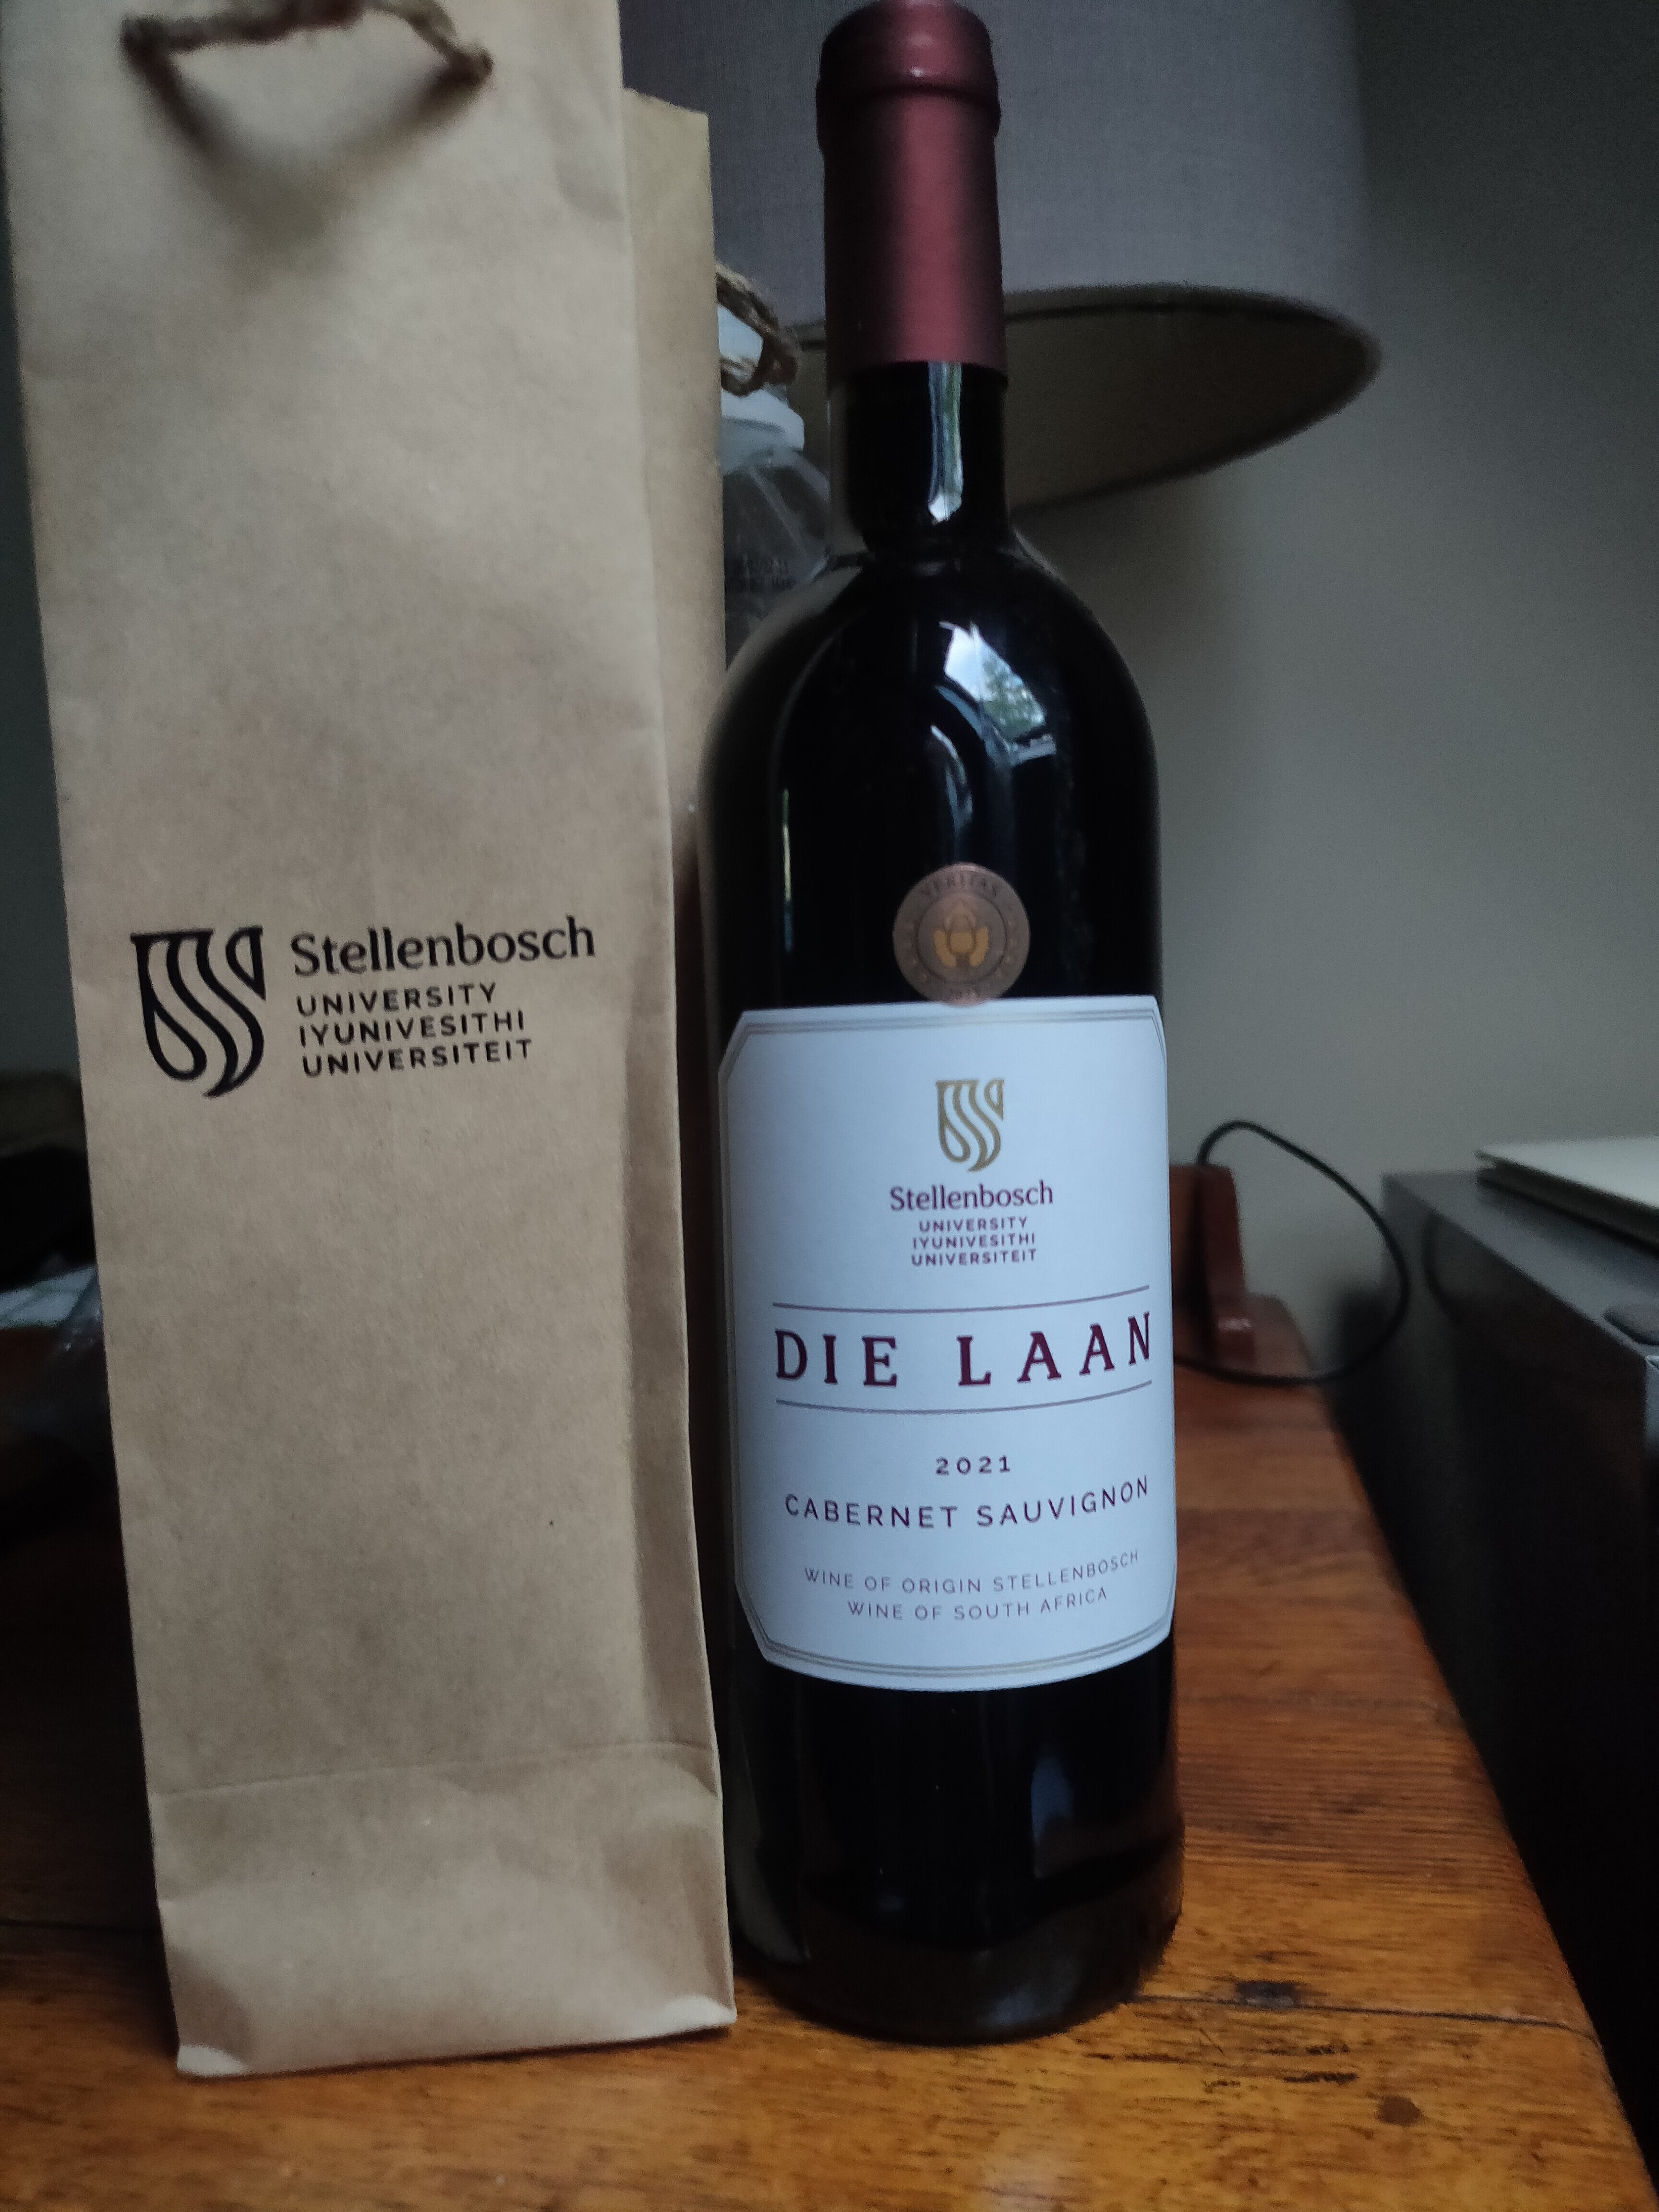 Stellenbosch
UNIVERSITY
IYUNIVESITHI
UNIVERSITEIT
VERITAS
Stellenbosch
UNIVERSITY
IYUNIVESITHI
UNIVERSITEIT
DIE LAAN
2021
CABERNET SAUVIGNON
WINE OF ORIGIN STELLENBOSCH
WINE OF SOUTH AFRICA